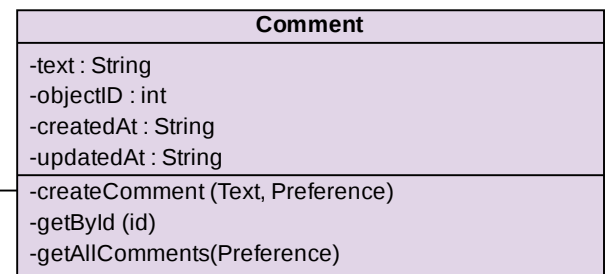 Comment
-text : String
-objectID : int
-createdAt : String
-updatedAt : String
-createComment (Text, Preference)
-getById (id)
-getAllComments(Preference)